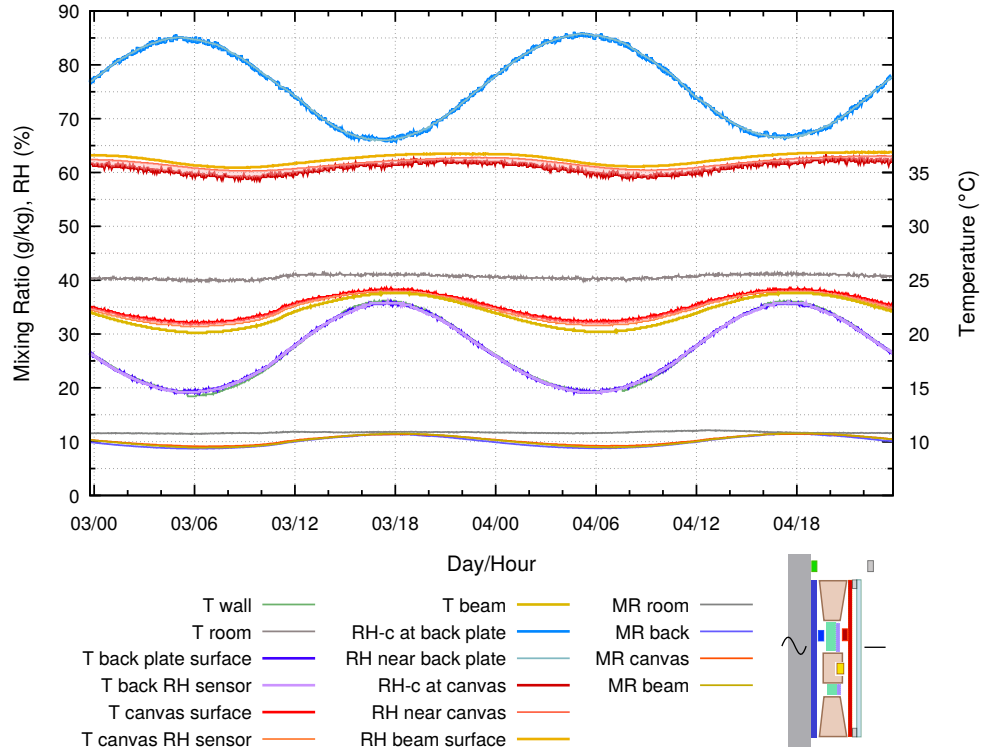 90
80
70
60
50
40
30
20
10
0
Mixing Ratio (g/kg), RH (%)
35
30
25
20
15
10
Temperature (°C)
03/00 03/06 03/12 03/18 04/00 04/06 04/12 04/18
Day/Hour
T wall T beam MR room
T room RH-c at back plate MR back
T back plate surface RH near back plate MR canvas
T back RH sensor RH-c at canvas MR beam
T canvas surface RH near canvas
T canvas RH sensor RH beam surface